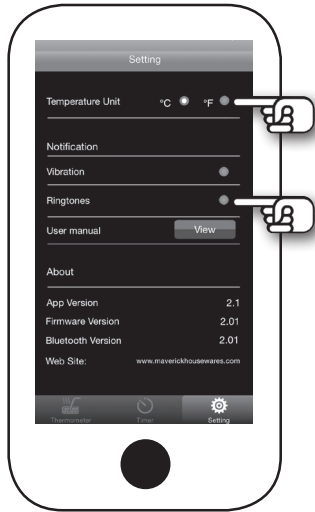 Setting
Temperature Unit °C °F
Notification
Vibration
Ringtones
User manual View
About
App Version 2.1
Firmware Version 2.01
Bluetooth Version 2.01
Web Site: www.maverickhousewares.com
Thermometer Timer Setting